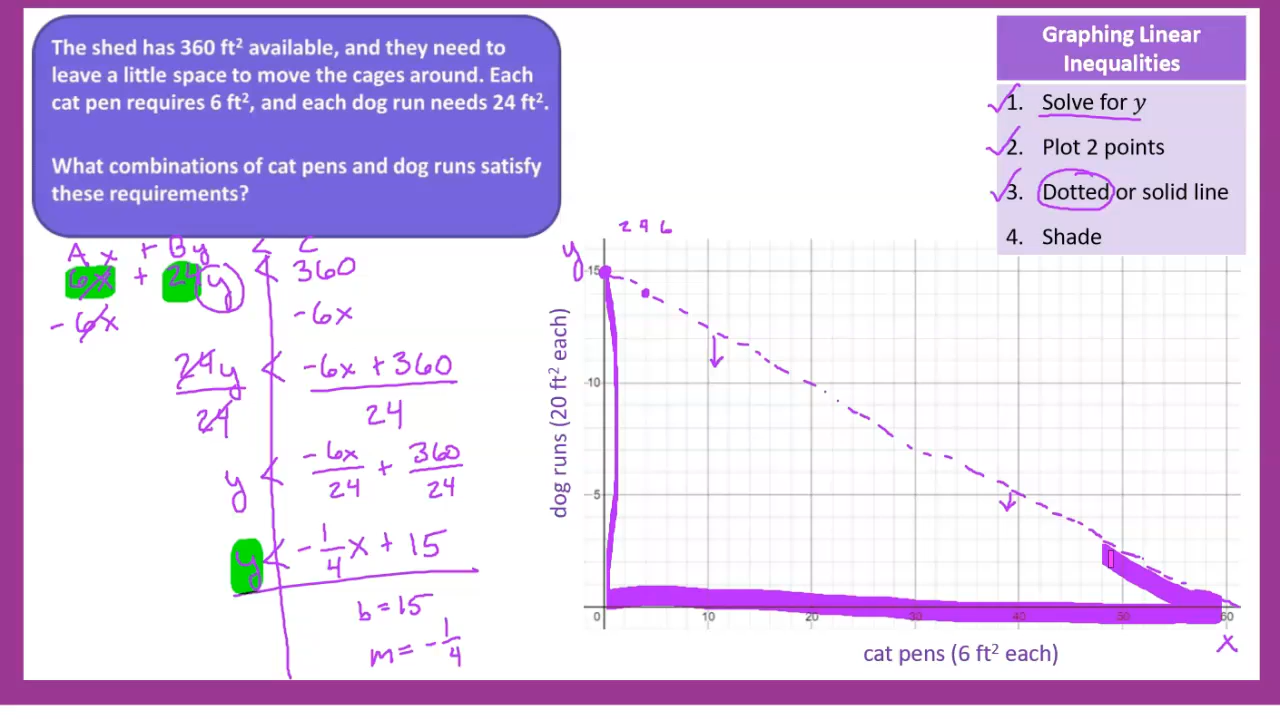 The shed has 360 ft² available, and they need to
leave a little space to move the cages around. Each
cat pen requires 6 ft², and each dog run needs 24 ft².
What combinations of cat pens and dog runs satisfy
these requirements?
Graphing Linear
Inequalities
1. Solve for y
2. Plot 2 points
3. Dotted or solid line
4. Shade
Ax + By < C
6x + 24y < 360
-6x -6x
24y < -6x + 360
24 24
y < -6x/24 + 360/24
y < -1/4x + 15
b = 15
m = -1/4
2 4 6
y
15
10
5
0 10 20 30 40 50 60
x
dog runs (20 ft² each)
cat pens (6 ft² each)